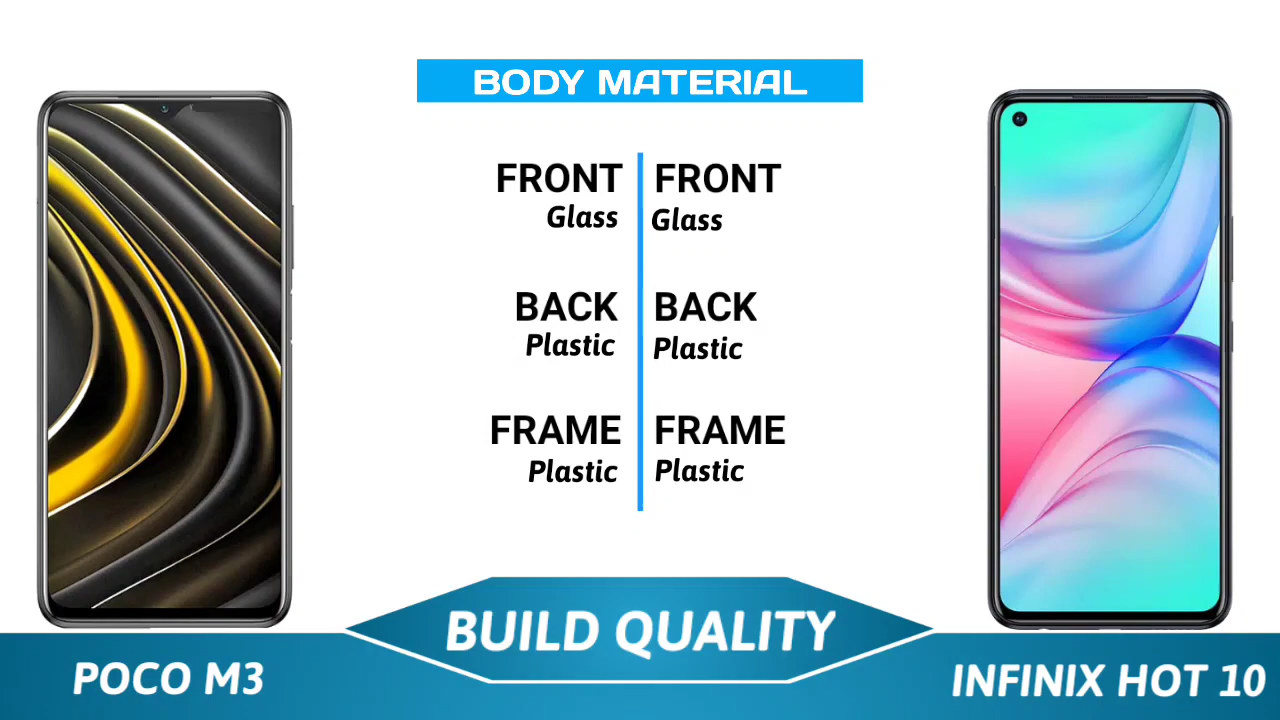 BODY MATERIAL
FRONT
Glass
BACK
Plastic
FRAME
Plastic
FRONT
Glass
BACK
Plastic
FRAME
Plastic
BUILD QUALITY
POCO M3
INFINIX HOT 10